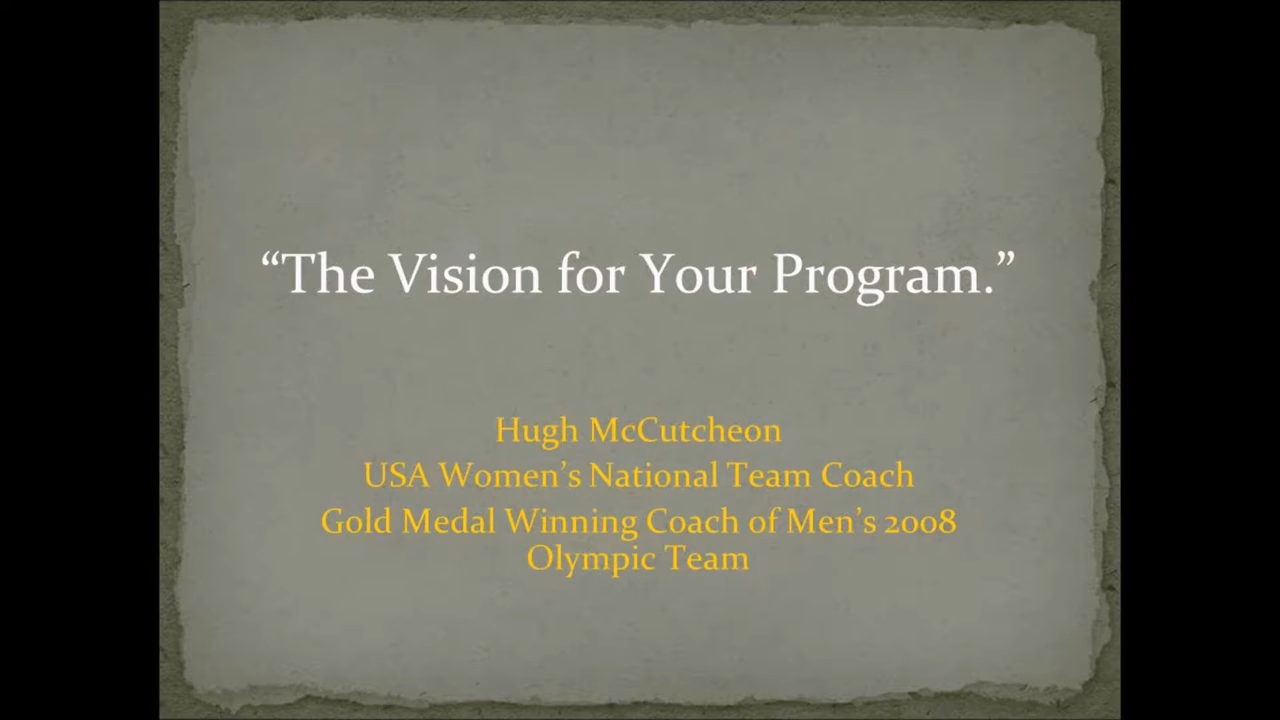 “The Vision for Your Program.”
Hugh McCutcheon
USA Women’s National Team Coach
Gold Medal Winning Coach of Men’s 2008
Olympic Team